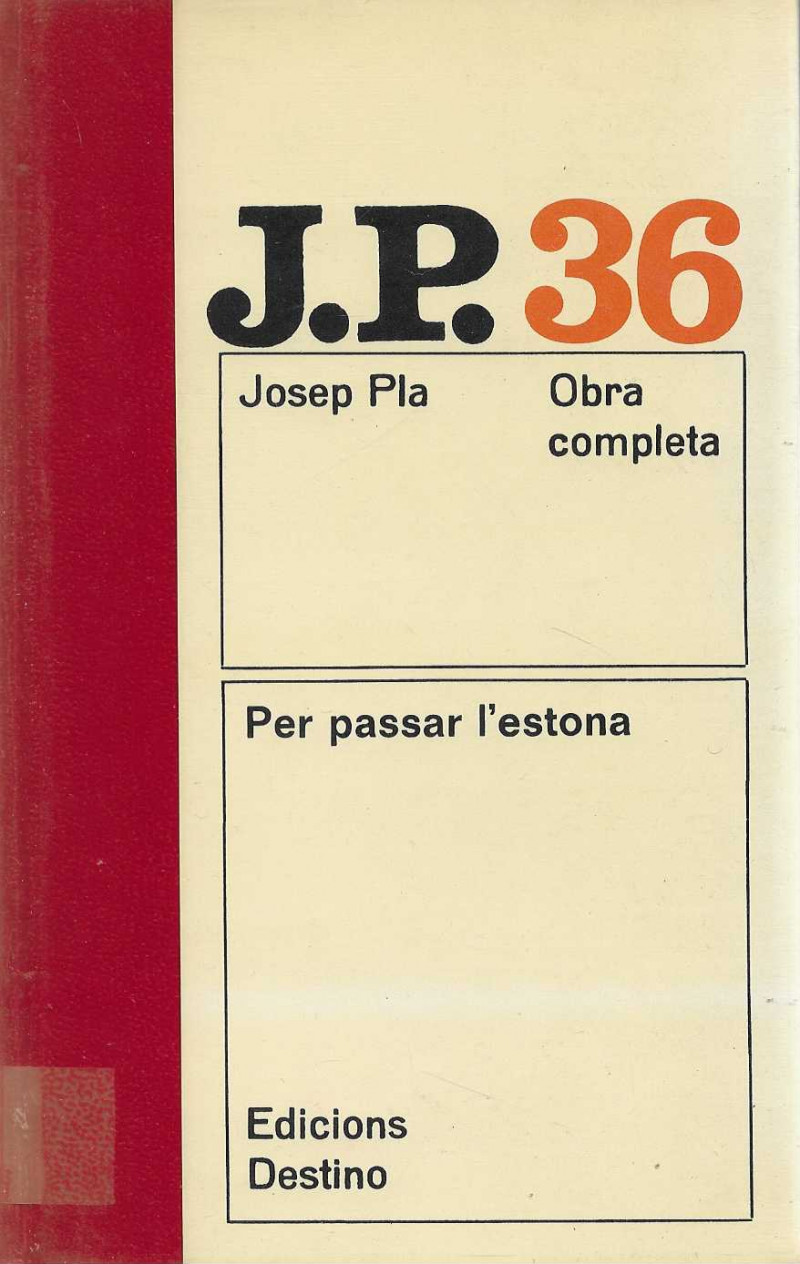 J.P. 36
Josep Pla
Obra
completa
Per passar l'estona
Edicions
Destino